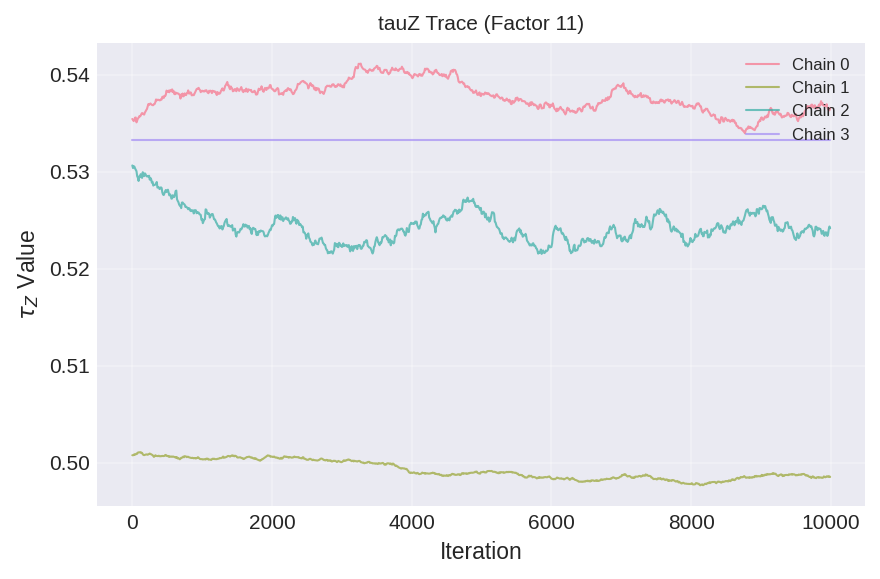 tauZ Trace (Factor 11)
Chain 0
Chain 1
Chain 2
Chain 3
0.54
0.53
0.52
0.51
0.50
τZ Value
0
2000
4000
6000
8000
10000
Iteration